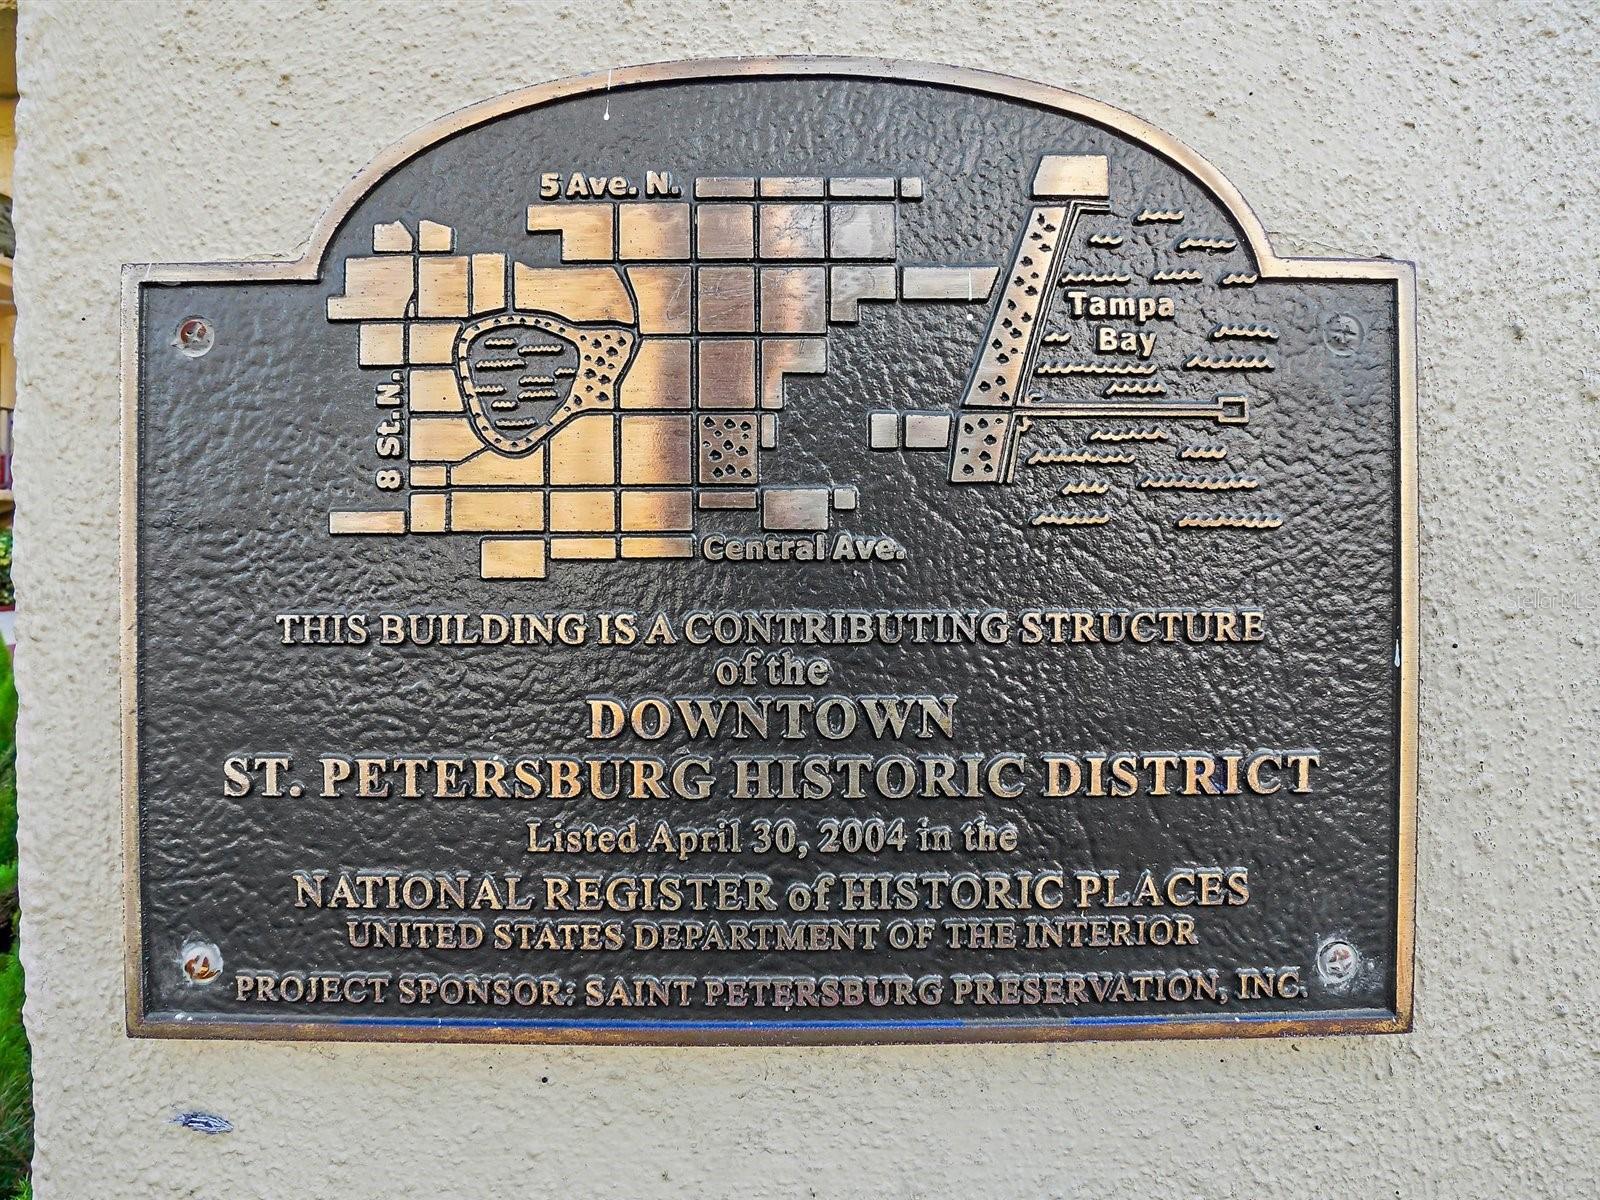 5 Ave. N.
Tampa
Bay
8 St. N.
Central Ave.
THIS BUILDING IS A CONTRIBUTING STRUCTURE
of the
DOWNTOWN
ST. PETERSBURG HISTORIC DISTRICT
Listed April 30, 2004 in the
NATIONAL REGISTER of HISTORIC PLACES
UNITED STATES DEPARTMENT OF THE INTERIOR
PROJECT SPONSOR: SAINT PETERSBURG PRESERVATION, INC.
StellarMLS